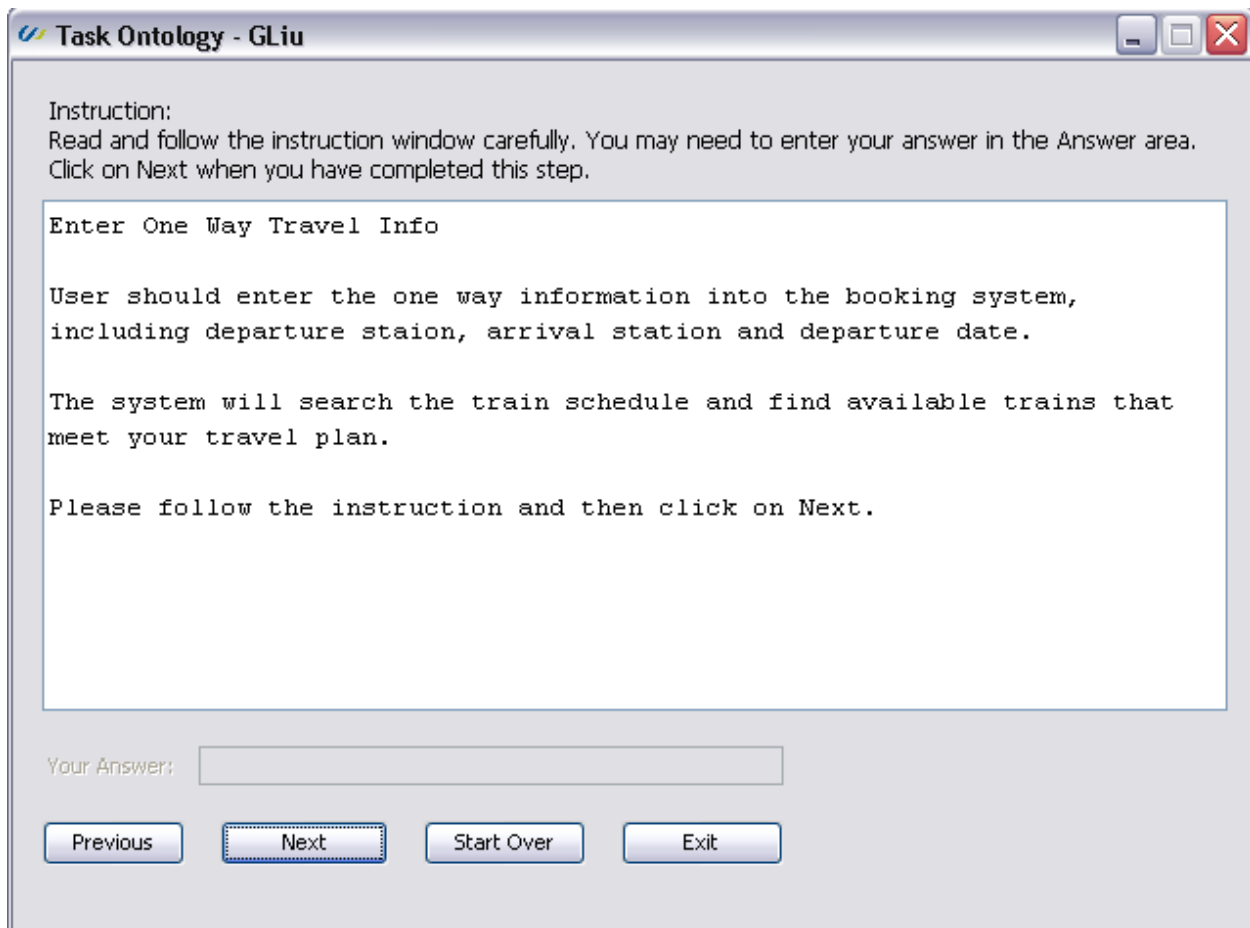 Task Ontology - GLiu
Instruction:
Read and follow the instruction window carefully. You may need to enter your answer in the Answer area.
Click on Next when you have completed this step.
Enter One Way Travel Info
User should enter the one way information into the booking system,
including departure staion, arrival station and departure date.
The system will search the train schedule and find available trains that
meet your travel plan.
Please follow the instruction and then click on Next.
Your Answer:
Previous
Next
Start Over
Exit